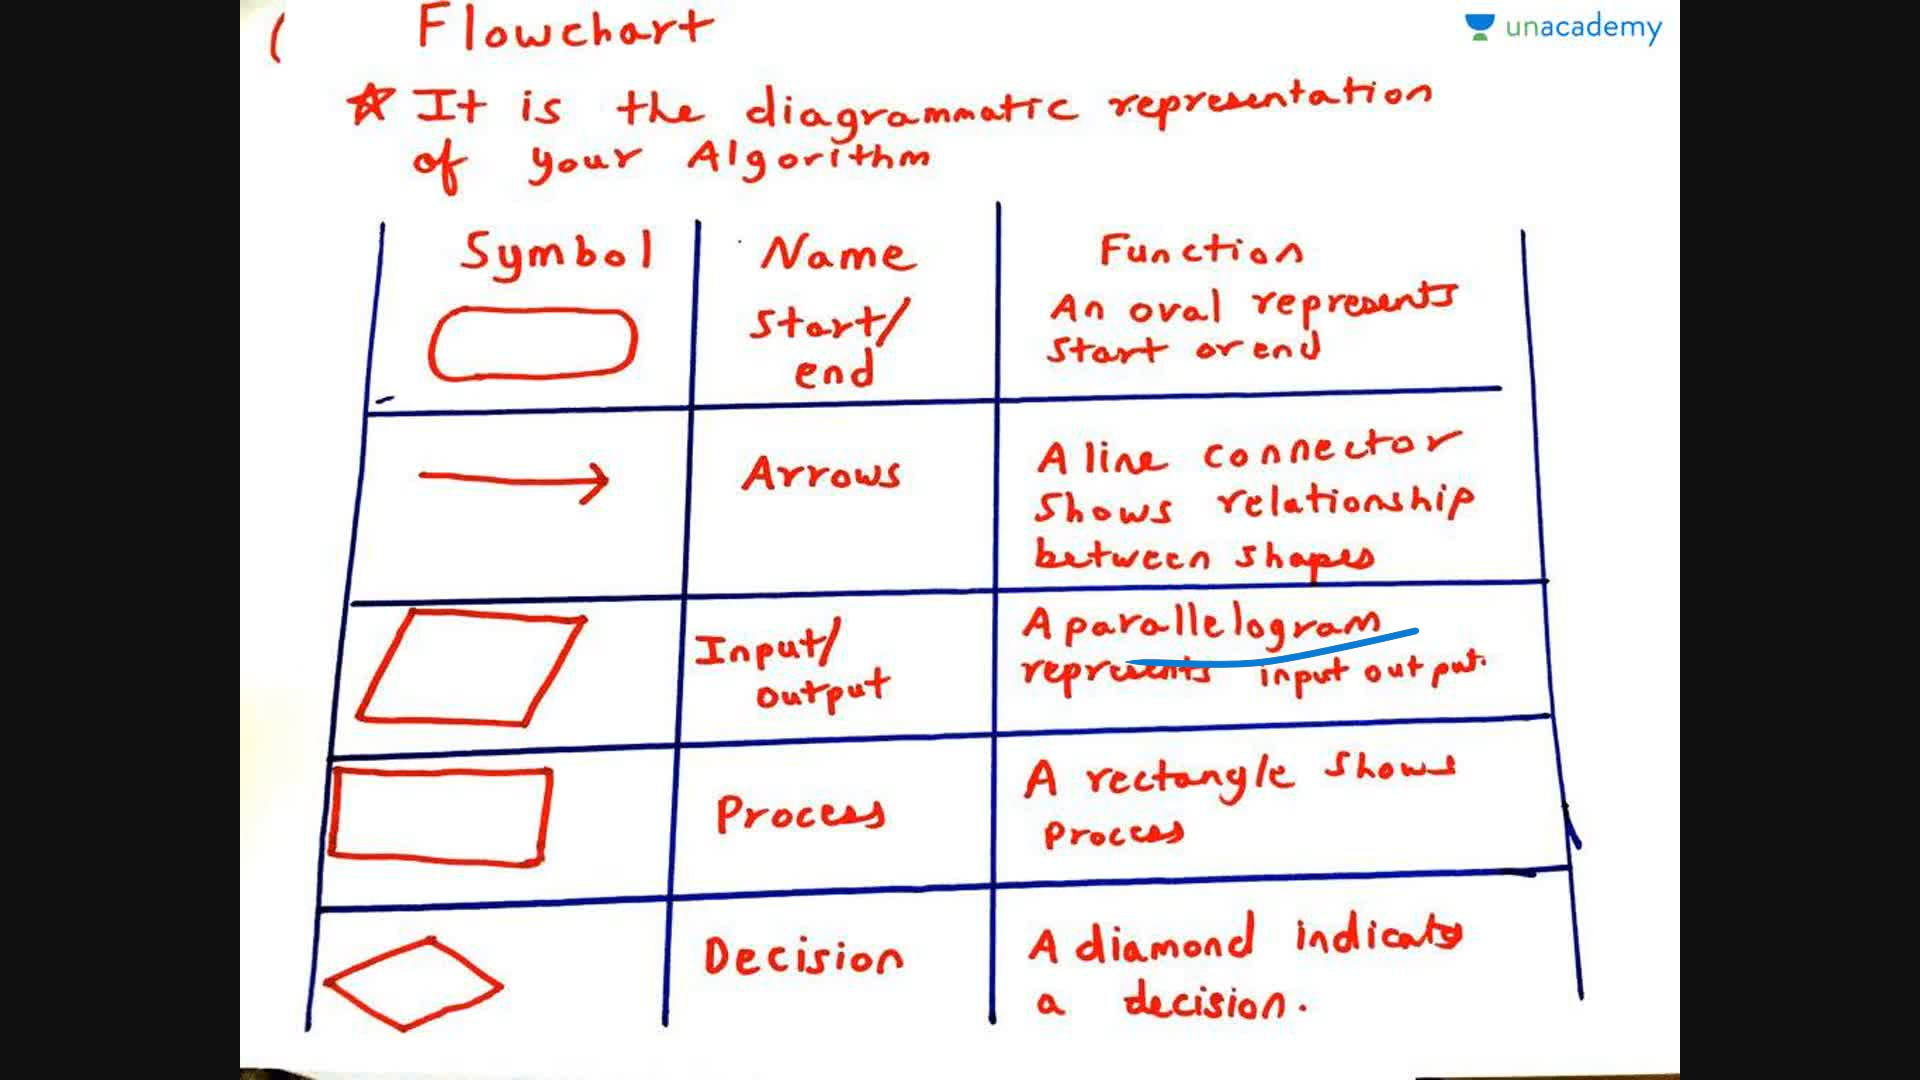 unacademy
Flowchart
It is the diagrammatic representation
of your Algorithm
Symbol Name Function
Start/
end
An oval represents
Start or end
Arrows
A line connector
Shows relationship
between shapes
Input/
output
A parallelogram
represents input output.
Process
A rectangle shows
process
Decision
A diamond indicates
a decision.